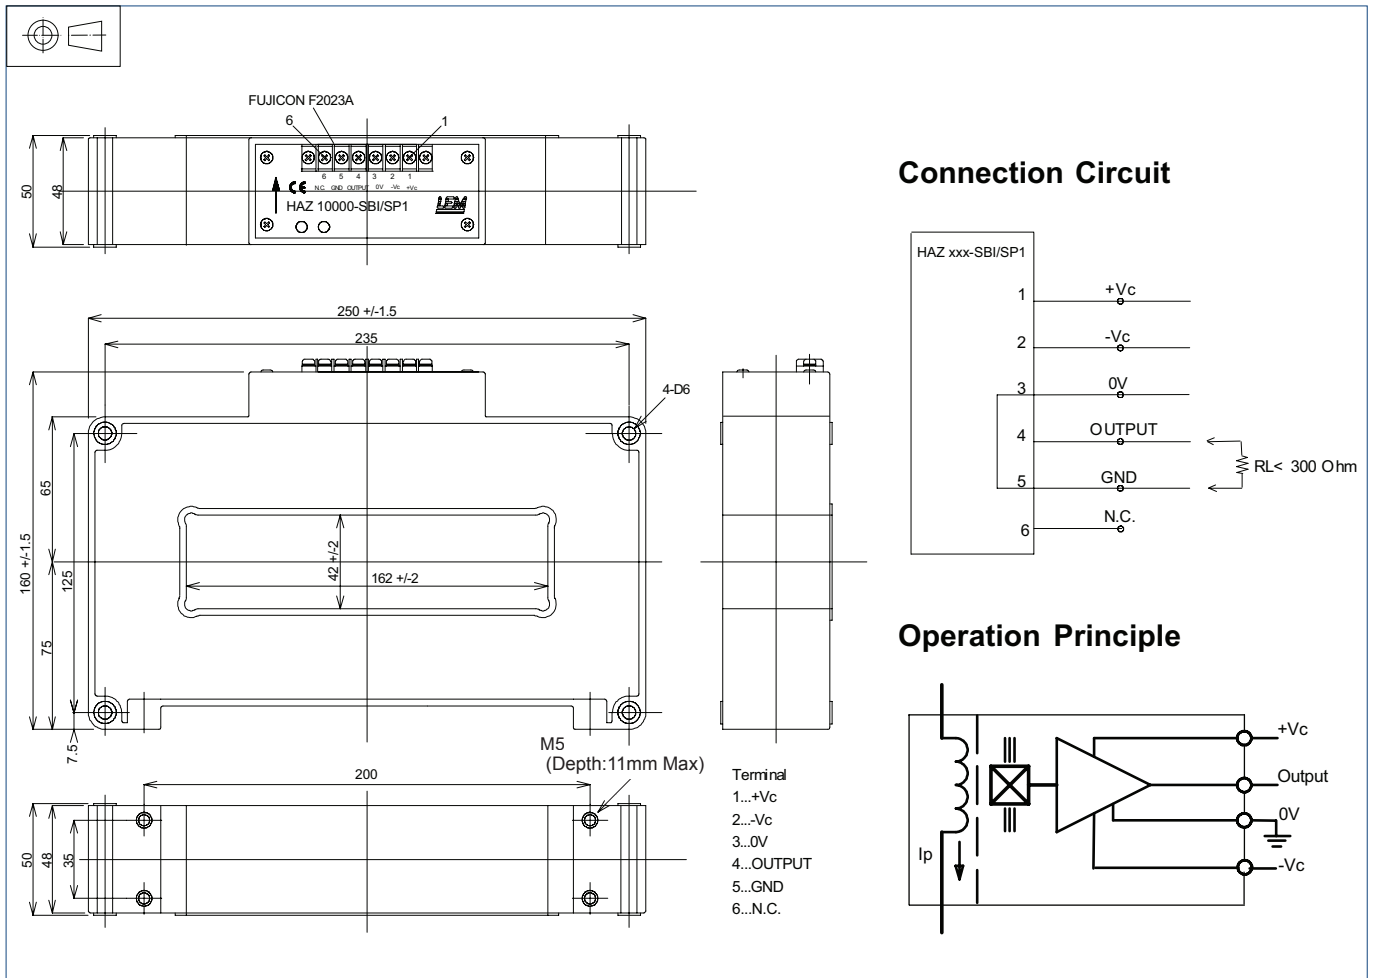 FUJICON F2023A
6
1
50
48
6 5 4 3 2 1
N.C. GND OUTPUT 0V -Vc +Vc
CE
HAZ 10000-SBI/SP1
LEM
250 +/-1.5
235
4-D6
160 +/-1.5
65
125
75
7.5
42 +/-2
162 +/-2
M5
(Depth:11mm Max)
200
50
48
35
Terminal
1...+Vc
2...-Vc
3...0V
4...OUTPUT
5...GND
6...N.C.
Connection Circuit
HAZ xxx-SBI/SP1
1 +Vc
2 -Vc
3 0V
4 OUTPUT
RL< 300 Ohm
5 GND
6 N.C.
Operation Principle
+Vc
Output
0V
-Vc
Ip